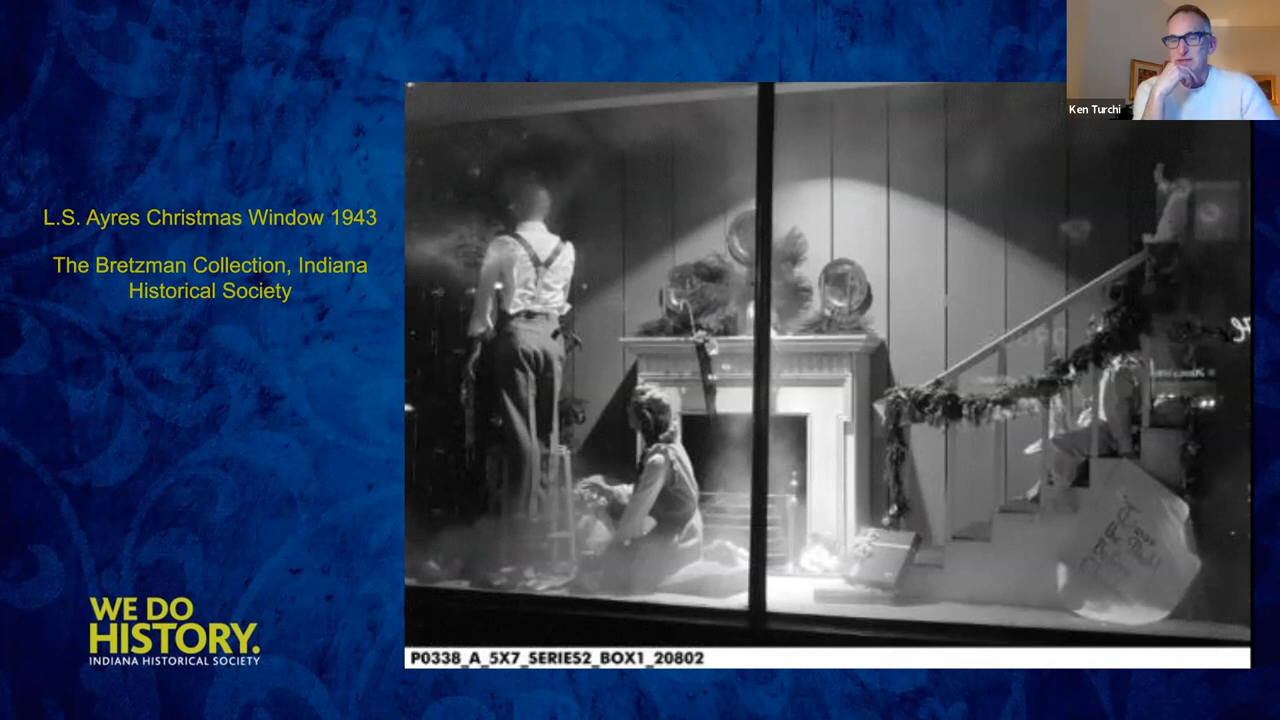 L.S. Ayres Christmas Window 1943
The Bretzman Collection, Indiana
Historical Society
Ken Turchi
WE DO
HISTORY.
INDIANA HISTORICAL SOCIETY
P0338_A_5X7_SERIES2_BOX1_20802